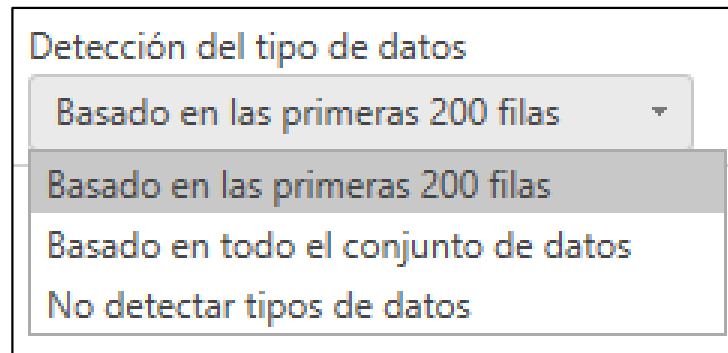 Detección del tipo de datos
Basado en las primeras 200 filas
Basado en las primeras 200 filas
Basado en todo el conjunto de datos
No detectar tipos de datos